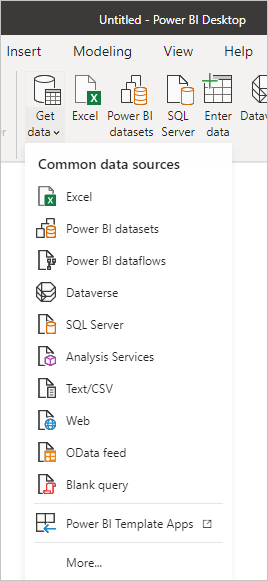 Untitled - Power BI Desktop
Insert Modeling View Help
Get data Excel Power BI datasets SQL Server Enter data
Common data sources
Excel
Power BI datasets
Power BI dataflows
Dataverse
SQL Server
Analysis Services
Text/CSV
Web
OData feed
Blank query
Power BI Template Apps
More...